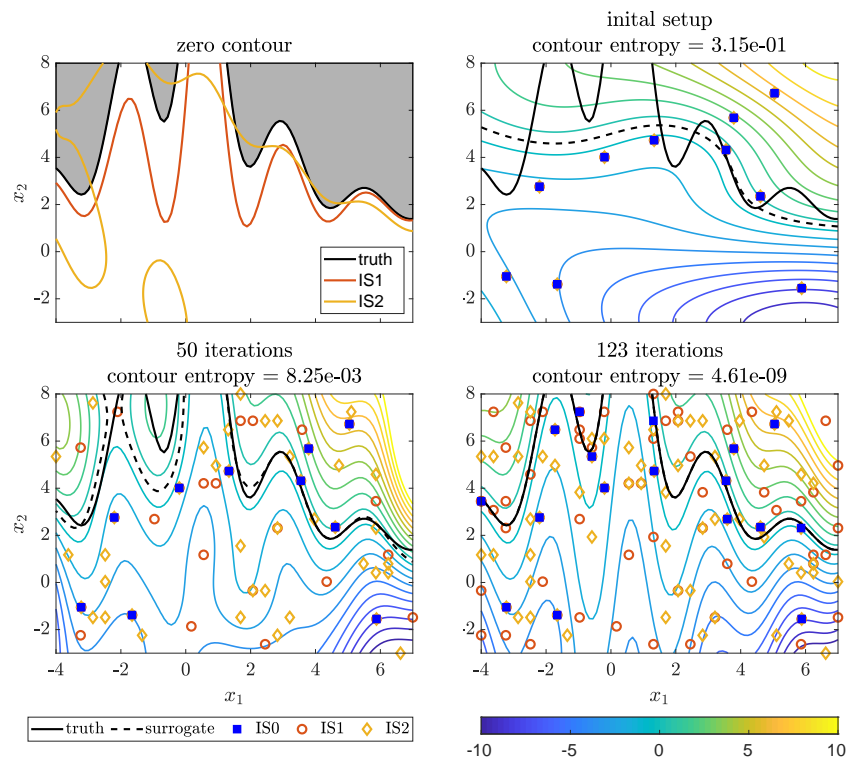 zero contour
8
6
4
2
0
-2
x2
truth
IS1
IS2
inital setup
contour entropy = 3.15e-01
8
6
4
2
0
-2
50 iterations
contour entropy = 8.25e-03
8
6
4
2
0
-2
x2
-4 -2 0 2 4 6
x1
123 iterations
contour entropy = 4.61e-09
8
6
4
2
0
-2
-4 -2 0 2 4 6
x1
truth surrogate IS0 IS1 IS2
-10 -5 0 5 10